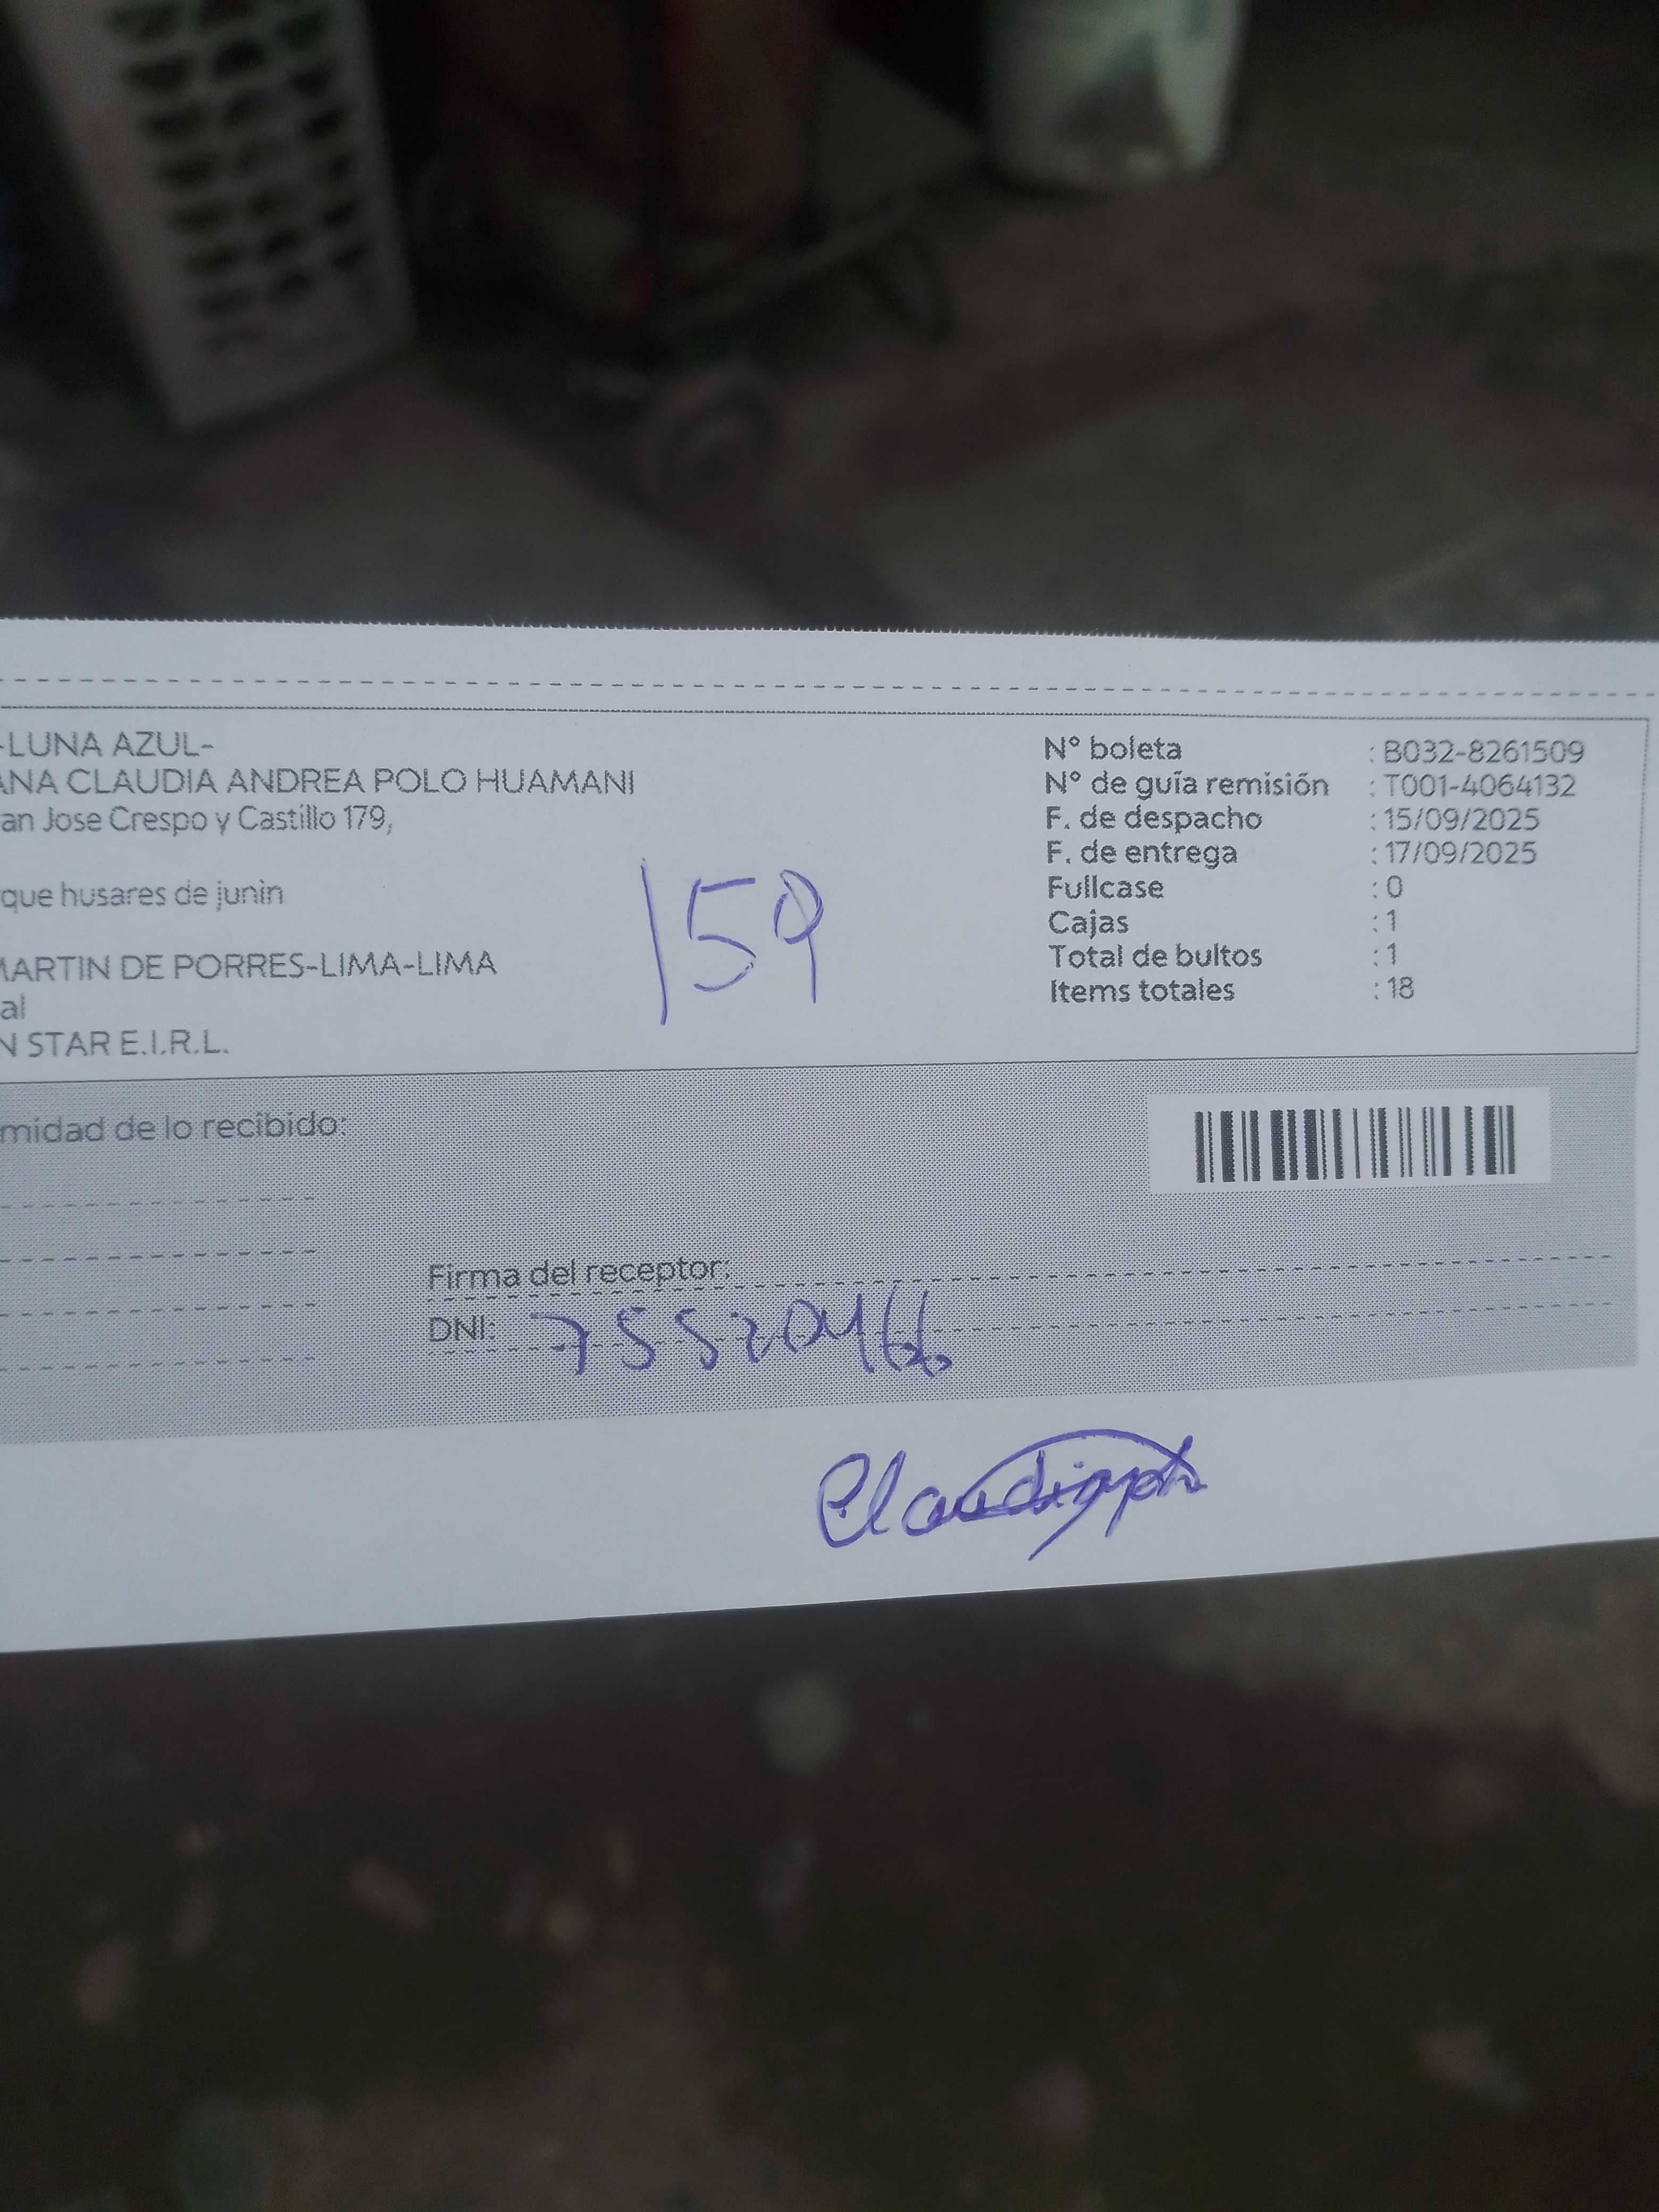 -LUNA AZUL-
ANA CLAUDIA ANDREA POLO HUAMANI
an Jose Crespo y Castillo 179,
que husares de junin
MARTIN DE PORRES-LIMA-LIMA
al
N STAR E.I.R.L.
159
N° boleta : B032-8261509
N° de guía remisión : T001-4064132
F. de despacho : 15/09/2025
F. de entrega : 17/09/2025
Fullcase : 0
Cajas : 1
Total de bultos : 1
Items totales : 18
midad de lo recibido:
Firma del receptor:
DNI: 75520466